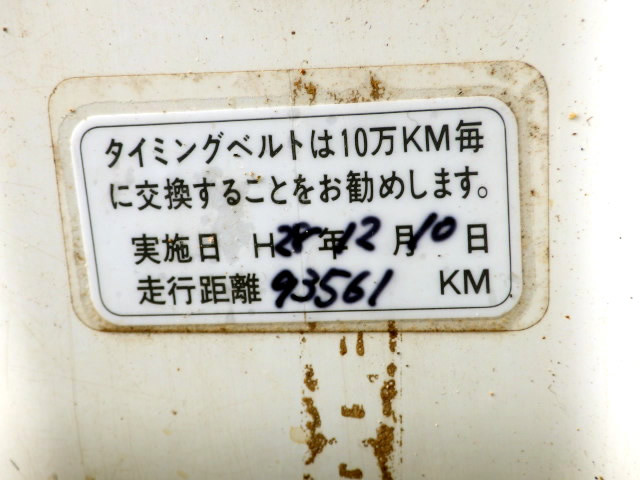 タイミングベルトは10万KM毎
に交換することをお勧めします。
実施日 H28年12月10日
走行距離 93561 KM